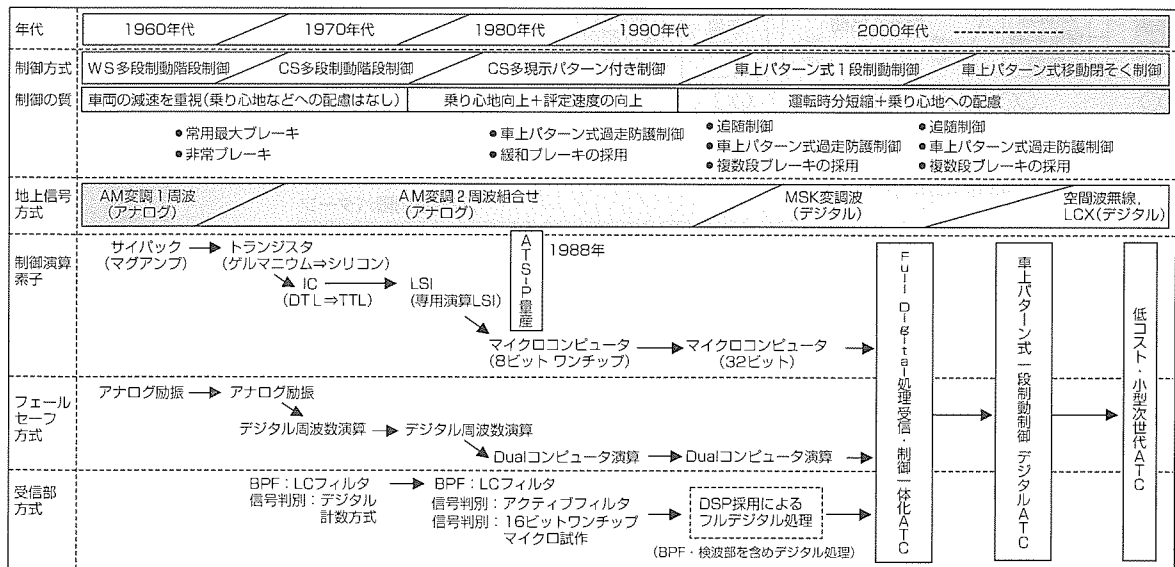 年代
1960年代
1970年代
1980年代
1990年代
2000年代
制御方式
WS多段制動階段制御
CS多段制動階段制御
CS多現示パターン付き制御
車上パターン式1段制動制御
車上パターン式移動閉そく制御
制御の質
車両の減速を重視(乗り心地などへの配慮はなし)
乗り心地向上+評定速度の向上
運転時分短縮+乗り心地への配慮
● 常用最大ブレーキ
● 非常ブレーキ
● 車上パターン式過走防護制御
● 緩和ブレーキの採用
● 追随制御
● 車上パターン式過走防護制御
● 複数段ブレーキの採用
● 追随制御
● 車上パターン式過走防護制御
● 複数段ブレーキの採用
地上信号
方式
AM変調1周波
(アナログ)
AM変調2周波組合せ
(アナログ)
MSK変調波
(デジタル)
空間波無線,
LCX(デジタル)
制御演算
素子
サイパック
(マグアンプ)
トランジスタ
(ゲルマニウム⇒シリコン)
IC
(DTL⇒TTL)
LSI
(専用演算LSI)
ATS-P量産
1988年
マイクロコンピュータ
(8ビット ワンチップ)
マイクロコンピュータ
(32ビット)
フェール
セーフ
方式
アナログ励振
アナログ励振
デジタル周波数演算
デジタル周波数演算
Dualコンピュータ演算
Dualコンピュータ演算
受信部
方式
BPF:LCフィルタ
信号判別:デジタル
計数方式
BPF:LCフィルタ
信号判別:アクティブフィルタ
信号判別:16ビットワンチップ
マイクロ試作
DSP採用による
フルデジタル処理
(BPF・検波部を含めデジタル処理)
Full Digital処理受信・制御一体化ATC
車上パターン式一段制動制御 デジタルATC
低コスト・小型次世代ATC